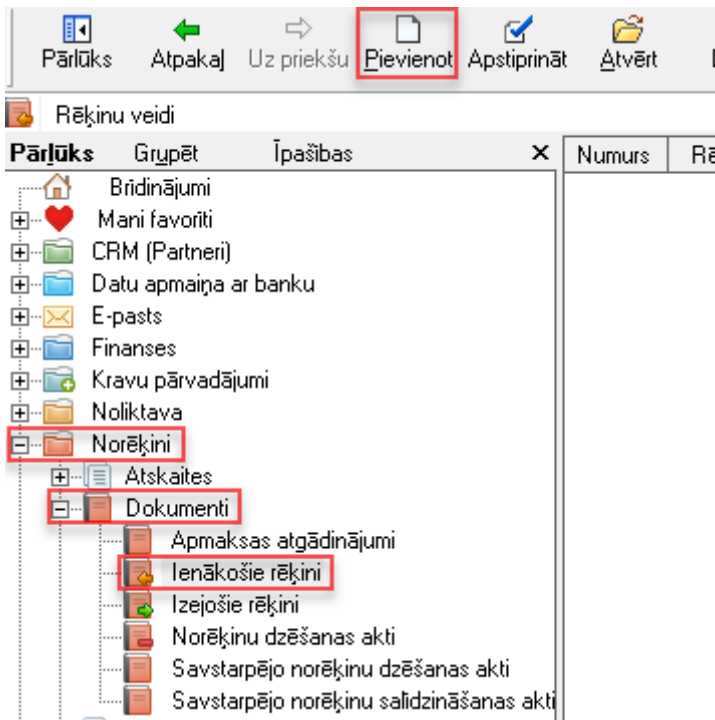 Pārlūks Atpakaļ Uz priekšu Pievienot Apstiprināt Atvērt
Rēķinu veidi
Pārlūks Grupēt Īpašības Numurs
Brīdinājumi
Mani favorīti
CRM (Partneri)
Datu apmaiņa ar banku
E-pasts
Finanses
Kravu pārvadājumi
Noliktava
Norēķini
Atskaites
Dokumenti
Apmaksas atgādinājumi
Ienākošie rēķini
Izejošie rēķini
Norēķinu dzēšanas akti
Savstarpējo norēķinu dzēšanas akti
Savstarpējo norēķinu salīdzināšanas akti